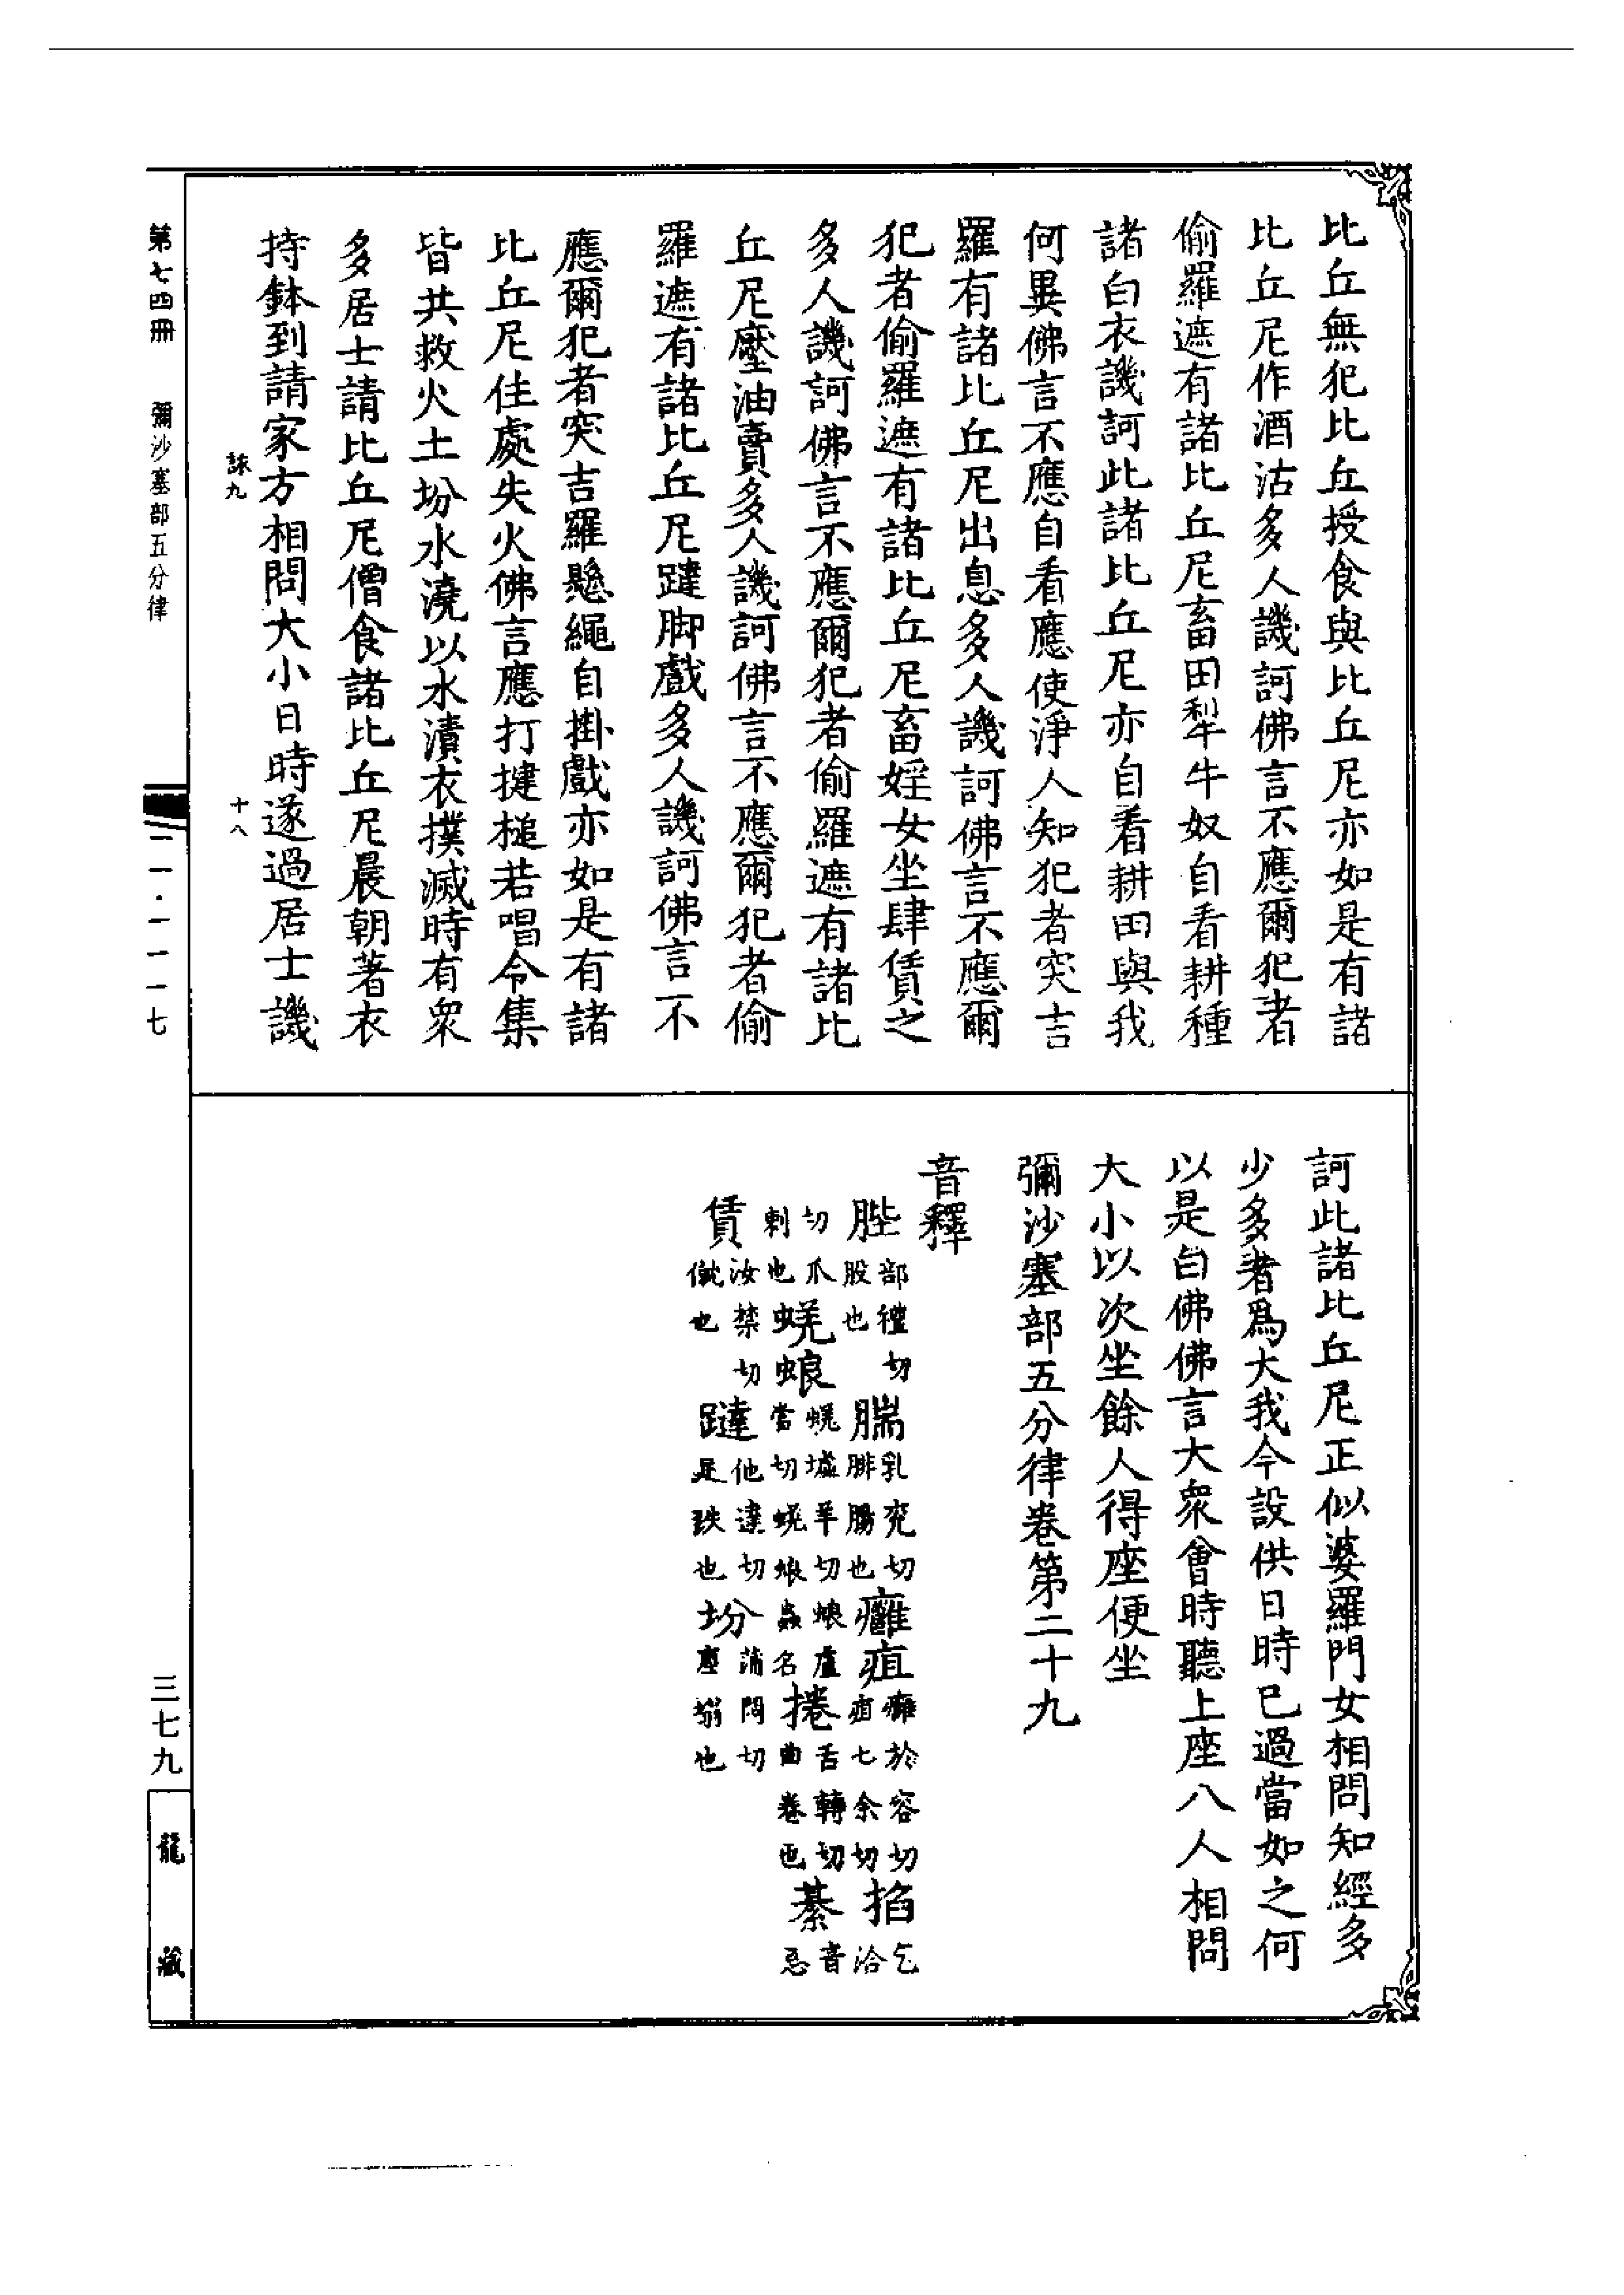 比丘無犯比丘授食與比丘尼亦如是有諸
比丘尼作酒沽多人譏訶佛言不應爾犯者
偷羅遮有諸比丘尼畜田犁牛奴自看耕種
諸白衣譏訶此諸比丘尼亦自看耕田與我
何異佛言不應自看應使淨人知犯者突吉
羅有諸比丘尼出息多人譏訶佛言不應爾
犯者偷羅遮有諸比丘尼畜婬女坐肆賃之
多人譏訶佛言不應爾犯者偷羅遮有諸比
丘尼壓油賣多人譏訶佛言不應爾犯者偷
羅遮有諸比丘尼躂脚戲多人譏訶佛言不
應爾犯者突吉羅懸繩自掛戲亦如是有諸
比丘尼住處失火佛言應打揵槌若唱令集
皆共救火土坌水澆以水漬衣撲滅時有衆
多居士請比丘尼僧食諸比丘尼晨朝著衣
持鉢到請家方相問大小日時遂過居士譏
訶此諸比丘尼正似婆羅門女相問知經多
少多者爲大我今設供日時已過當如之何
以是白佛佛言大衆會時聽上座八人相問
大小以次坐餘人得座便坐
彌沙塞部五分律卷第二十九
音釋
䏶部禮切股也 腨乳兖切腓腸也 癰疽癰於容切疽七余切 掐乞洽
切爪刺也 蜣蜋蜣墟羊切蜋當切蜣蜋蟲名 捲舌轉切曲卷也 綦音忌
賃汝禁切僦也 躂他達切足跌也 坌蒲悶切塵塕也
第七四冊 彌沙塞部五分律
誄九
十八
三七九
龍藏